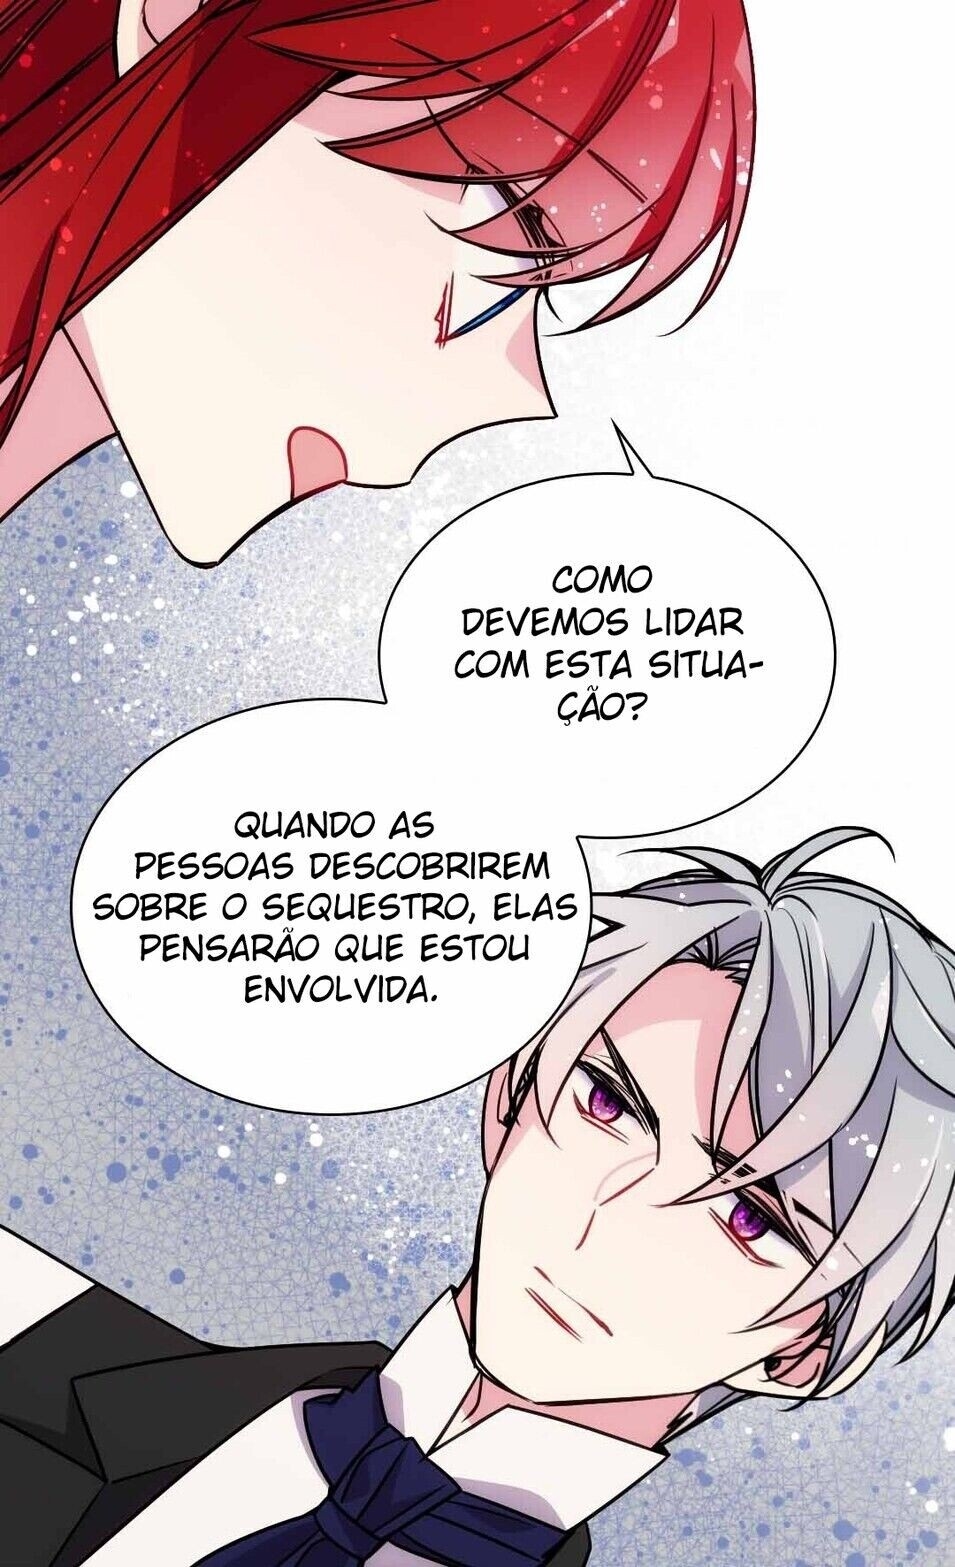 COMO
DEVEMOS LIDAR
COM ESTA SITUA-
ÇÃO?
QUANDO AS
PESSOAS DESCOBRIREM
SOBRE O SEQUESTRO, ELAS
PENSARÃO QUE ESTOU
ENVOLVIDA.